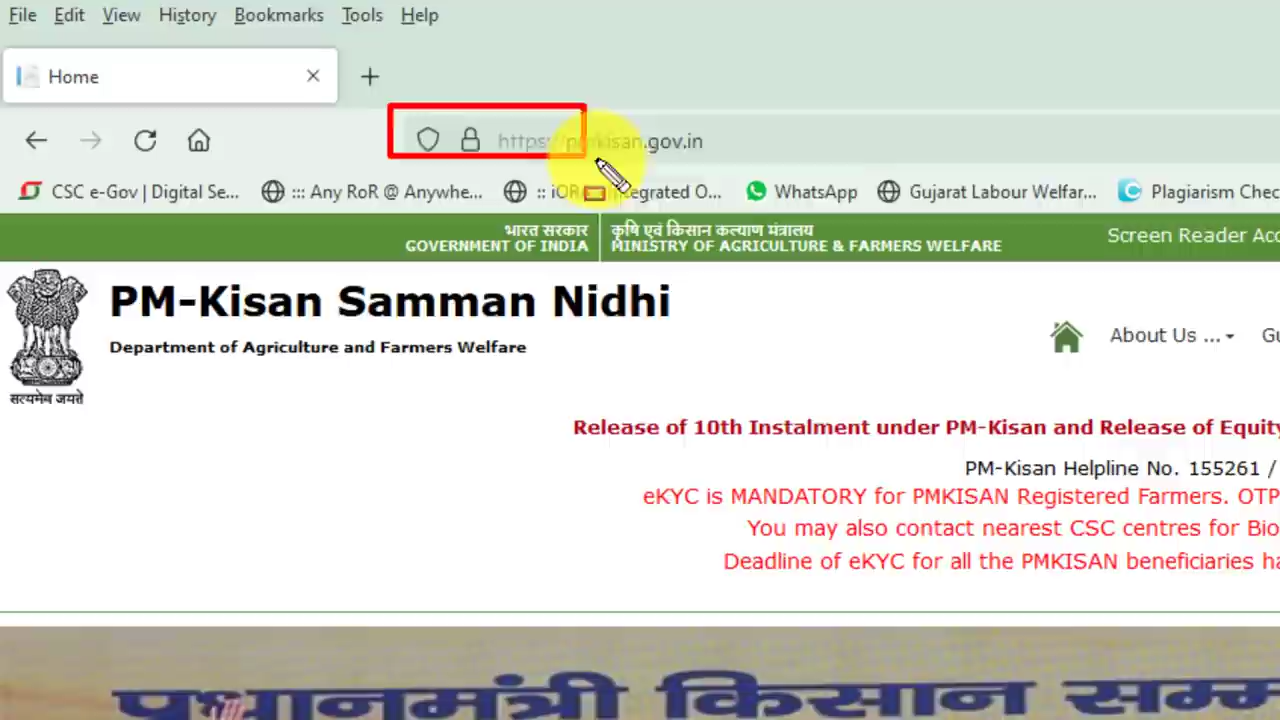 File Edit View History Bookmarks Tools Help
Home
https://pmkisan.gov.in
CSC e-Gov | Digital Se... ::: Any RoR @ Anywhe... :: iOR Integrated O... WhatsApp Gujarat Labour Welfar... Plagiarism Chec
भारत सरकार कृषि एवं किसान कल्याण मंत्रालय
GOVERNMENT OF INDIA MINISTRY OF AGRICULTURE & FARMERS WELFARE
Screen Reader Acc
PM-Kisan Samman Nidhi
About Us ... Gu
Department of Agriculture and Farmers Welfare
सत्यमेव जयते
Release of 10th Instalment under PM-Kisan and Release of Equity
PM-Kisan Helpline No. 155261 /
eKYC is MANDATORY for PMKISAN Registered Farmers. OTP
You may also contact nearest CSC centres for Bio
Deadline of eKYC for all the PMKISAN beneficiaries ha
प्रधानमंत्री किसान सम्म